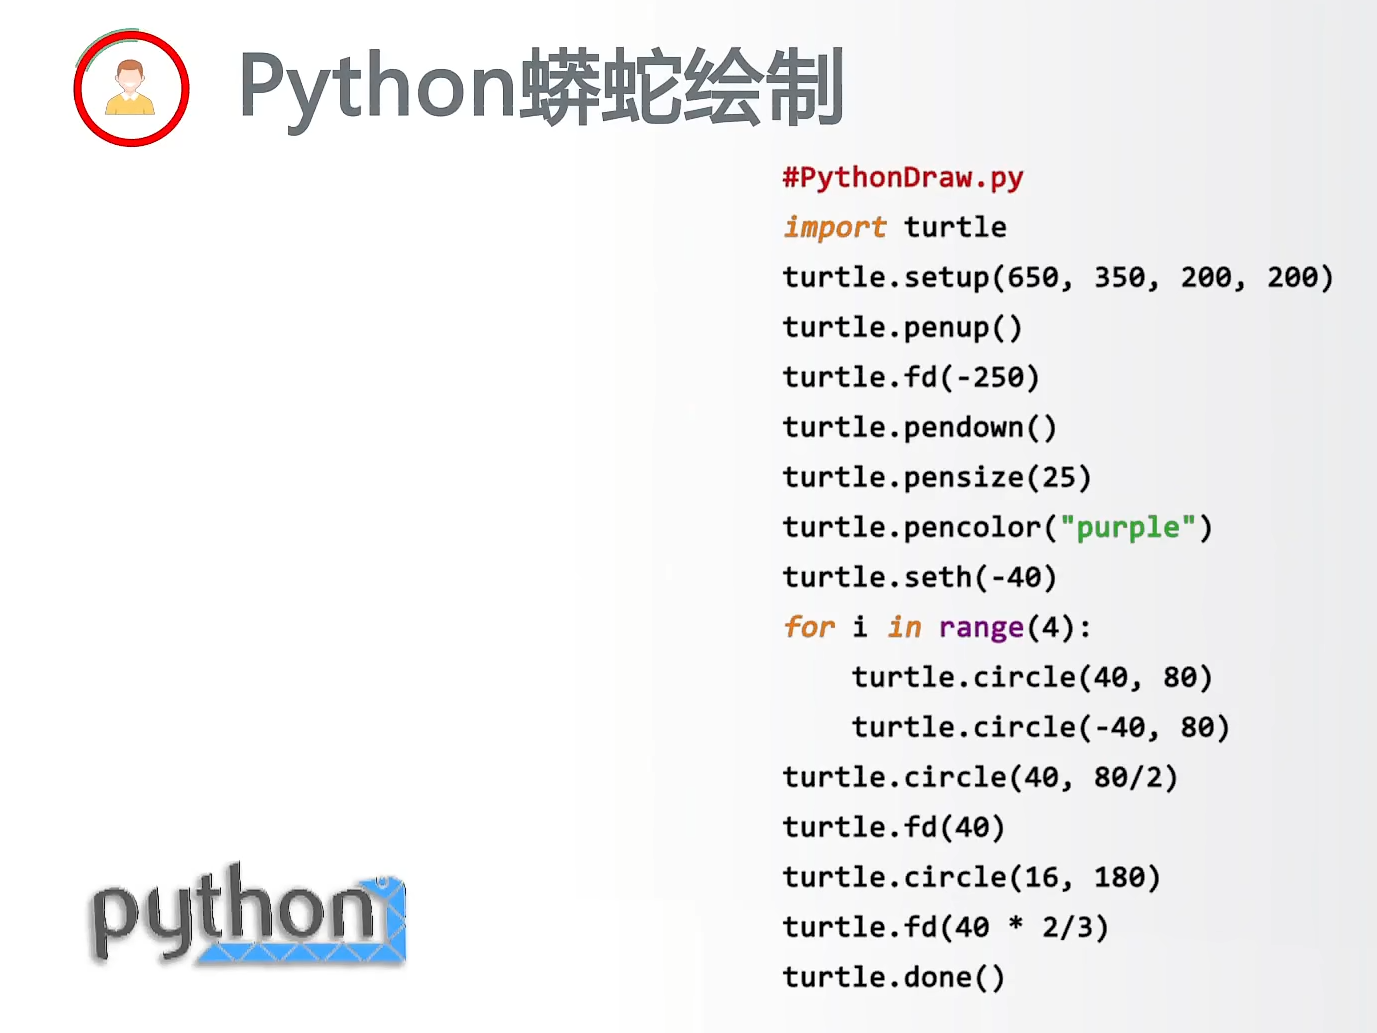 Python蟒蛇绘制
#PythonDraw.py
import turtle
turtle.setup(650, 350, 200, 200)
turtle.penup()
turtle.fd(-250)
turtle.pendown()
turtle.pensize(25)
turtle.pencolor("purple")
turtle.seth(-40)
for i in range(4):
    turtle.circle(40, 80)
    turtle.circle(-40, 80)
turtle.circle(40, 80/2)
turtle.fd(40)
turtle.circle(16, 180)
turtle.fd(40 * 2/3)
turtle.done()
python